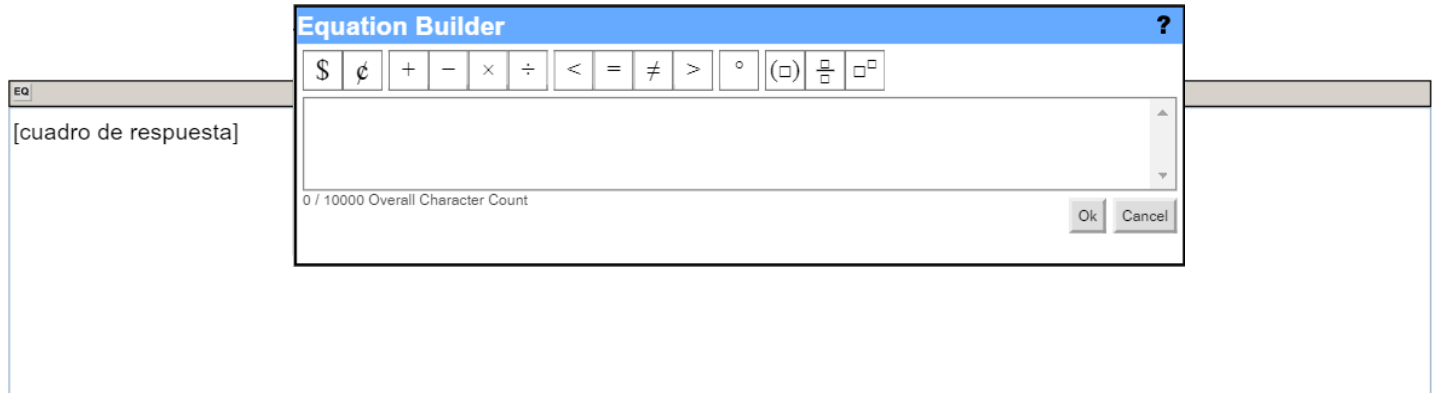 Equation Builder ?
$ ¢ + − × ÷ < = ≠ > ° (□) □/□ □□
EQ
[cuadro de respuesta]
0 / 10000 Overall Character Count
Ok Cancel